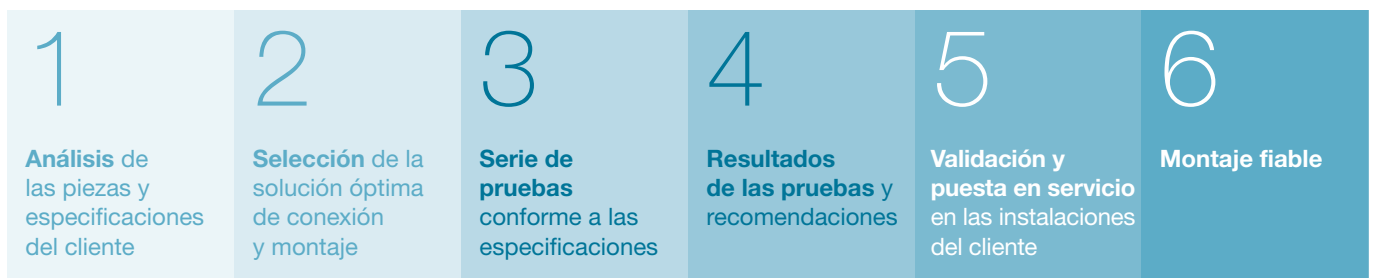 1
Análisis de
las piezas y
especificaciones
del cliente
2
Selección de la
solución óptima
de conexión
y montaje
3
Serie de
pruebas
conforme a las
especificaciones
4
Resultados
de las pruebas y
recomendaciones
5
Validación y
puesta en servicio
en las instalaciones
del cliente
6
Montaje fiable